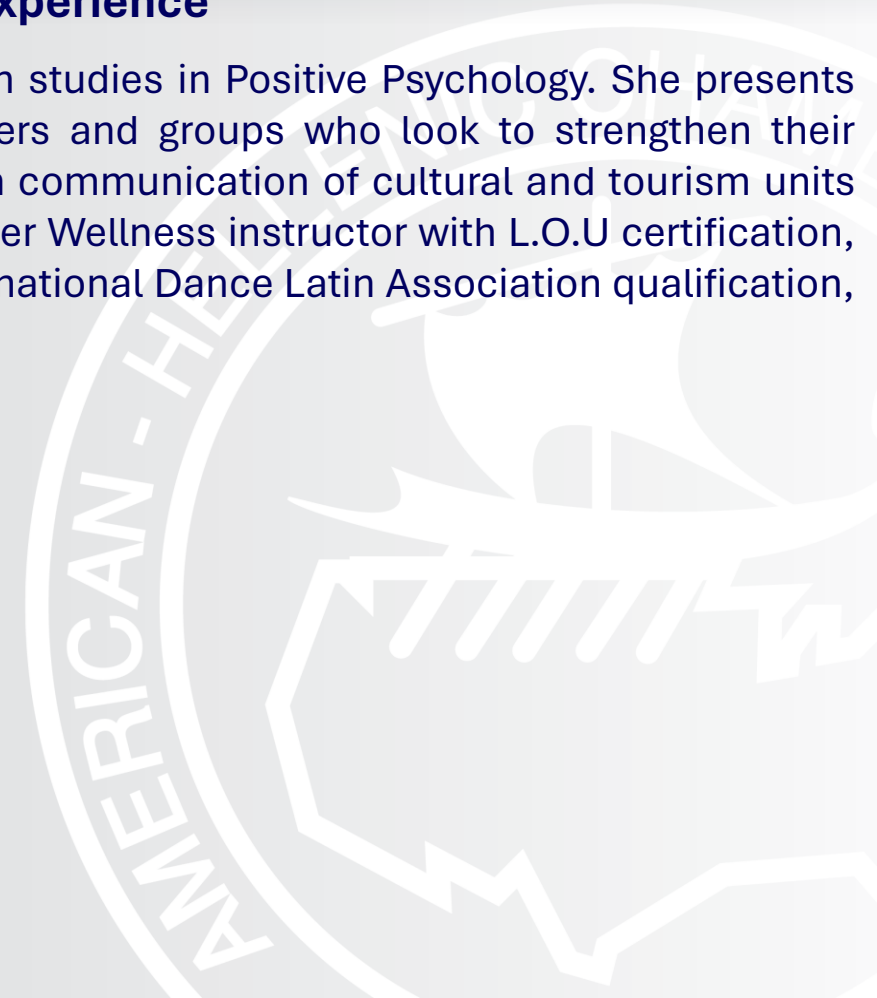 xperience
n studies in Positive Psychology. She presents
ers and groups who look to strengthen their
n communication of cultural and tourism units
er Wellness instructor with L.O.U certification,
national Dance Latin Association qualification,
AMERICAN - HELLENIC CHAMB